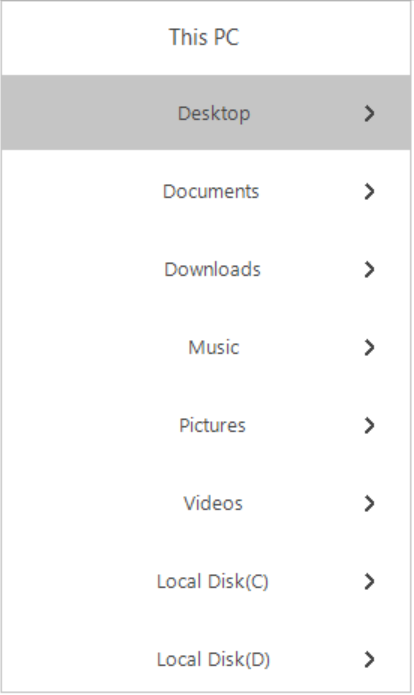 This PC
Desktop
Documents
Downloads
Music
Pictures
Videos
Local Disk(C)
Local Disk(D)